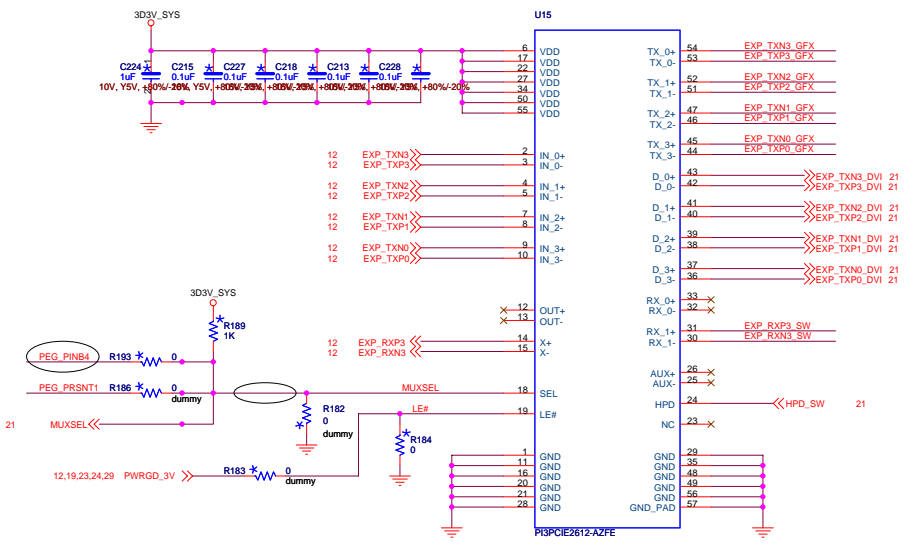 3D3V_SYS
U15
C224
1uF
10V, Y5V, +80%/-20%
C215
0.1uF
C227
0.1uF
C218
0.1uF
C213
0.1uF
C228
0.1uF
6 VDD
17 VDD
22 VDD
27 VDD
34 VDD
50 VDD
55 VDD
TX_0+ 54 EXP_TXN3_GFX
TX_0- 53 EXP_TXP3_GFX
TX_1+ 52 EXP_TXN2_GFX
TX_1- 51 EXP_TXP2_GFX
TX_2+ 47 EXP_TXN1_GFX
TX_2- 46 EXP_TXP1_GFX
TX_3+ 45 EXP_TXN0_GFX
TX_3- 44 EXP_TXP0_GFX
12 EXP_TXN3 2 IN_0+
12 EXP_TXP3 3 IN_0-
12 EXP_TXN2 4 IN_1+
12 EXP_TXP2 5 IN_1-
12 EXP_TXN1 7 IN_2+
12 EXP_TXP1 8 IN_2-
12 EXP_TXN0 9 IN_3+
12 EXP_TXP0 10 IN_3-
D_0+ 43 EXP_TXN3_DVI 21
D_0- 42 EXP_TXP3_DVI 21
D_1+ 41 EXP_TXN2_DVI 21
D_1- 40 EXP_TXP2_DVI 21
D_2+ 39 EXP_TXN1_DVI 21
D_2- 38 EXP_TXP1_DVI 21
D_3+ 37 EXP_TXN0_DVI 21
D_3- 36 EXP_TXP0_DVI 21
12 OUT+
13 OUT-
12 EXP_RXP3 14 X+
12 EXP_RXN3 15 X-
RX_0+ 33
RX_0- 32
RX_1+ 31 EXP_RXP3_SW
RX_1- 30 EXP_RXN3_SW
AUX+ 26
AUX- 25
HPD 24 HPD_SW 21
NC 23
3D3V_SYS
R189
1K
PEG_PINB4 R193 0
PEG_PRSNT1 R186 0
dummy
MUXSEL 18 SEL
21 MUXSEL
R182
0
dummy
LE# 19 LE#
R184
0
12,19,23,24,29 PWRGD_3V R183 0
dummy
1 GND
11 GND
16 GND
20 GND
21 GND
28 GND
GND 29
GND 35
GND 48
GND 49
GND 56
GND_PAD 57
PI3PCIE2612-AZFE